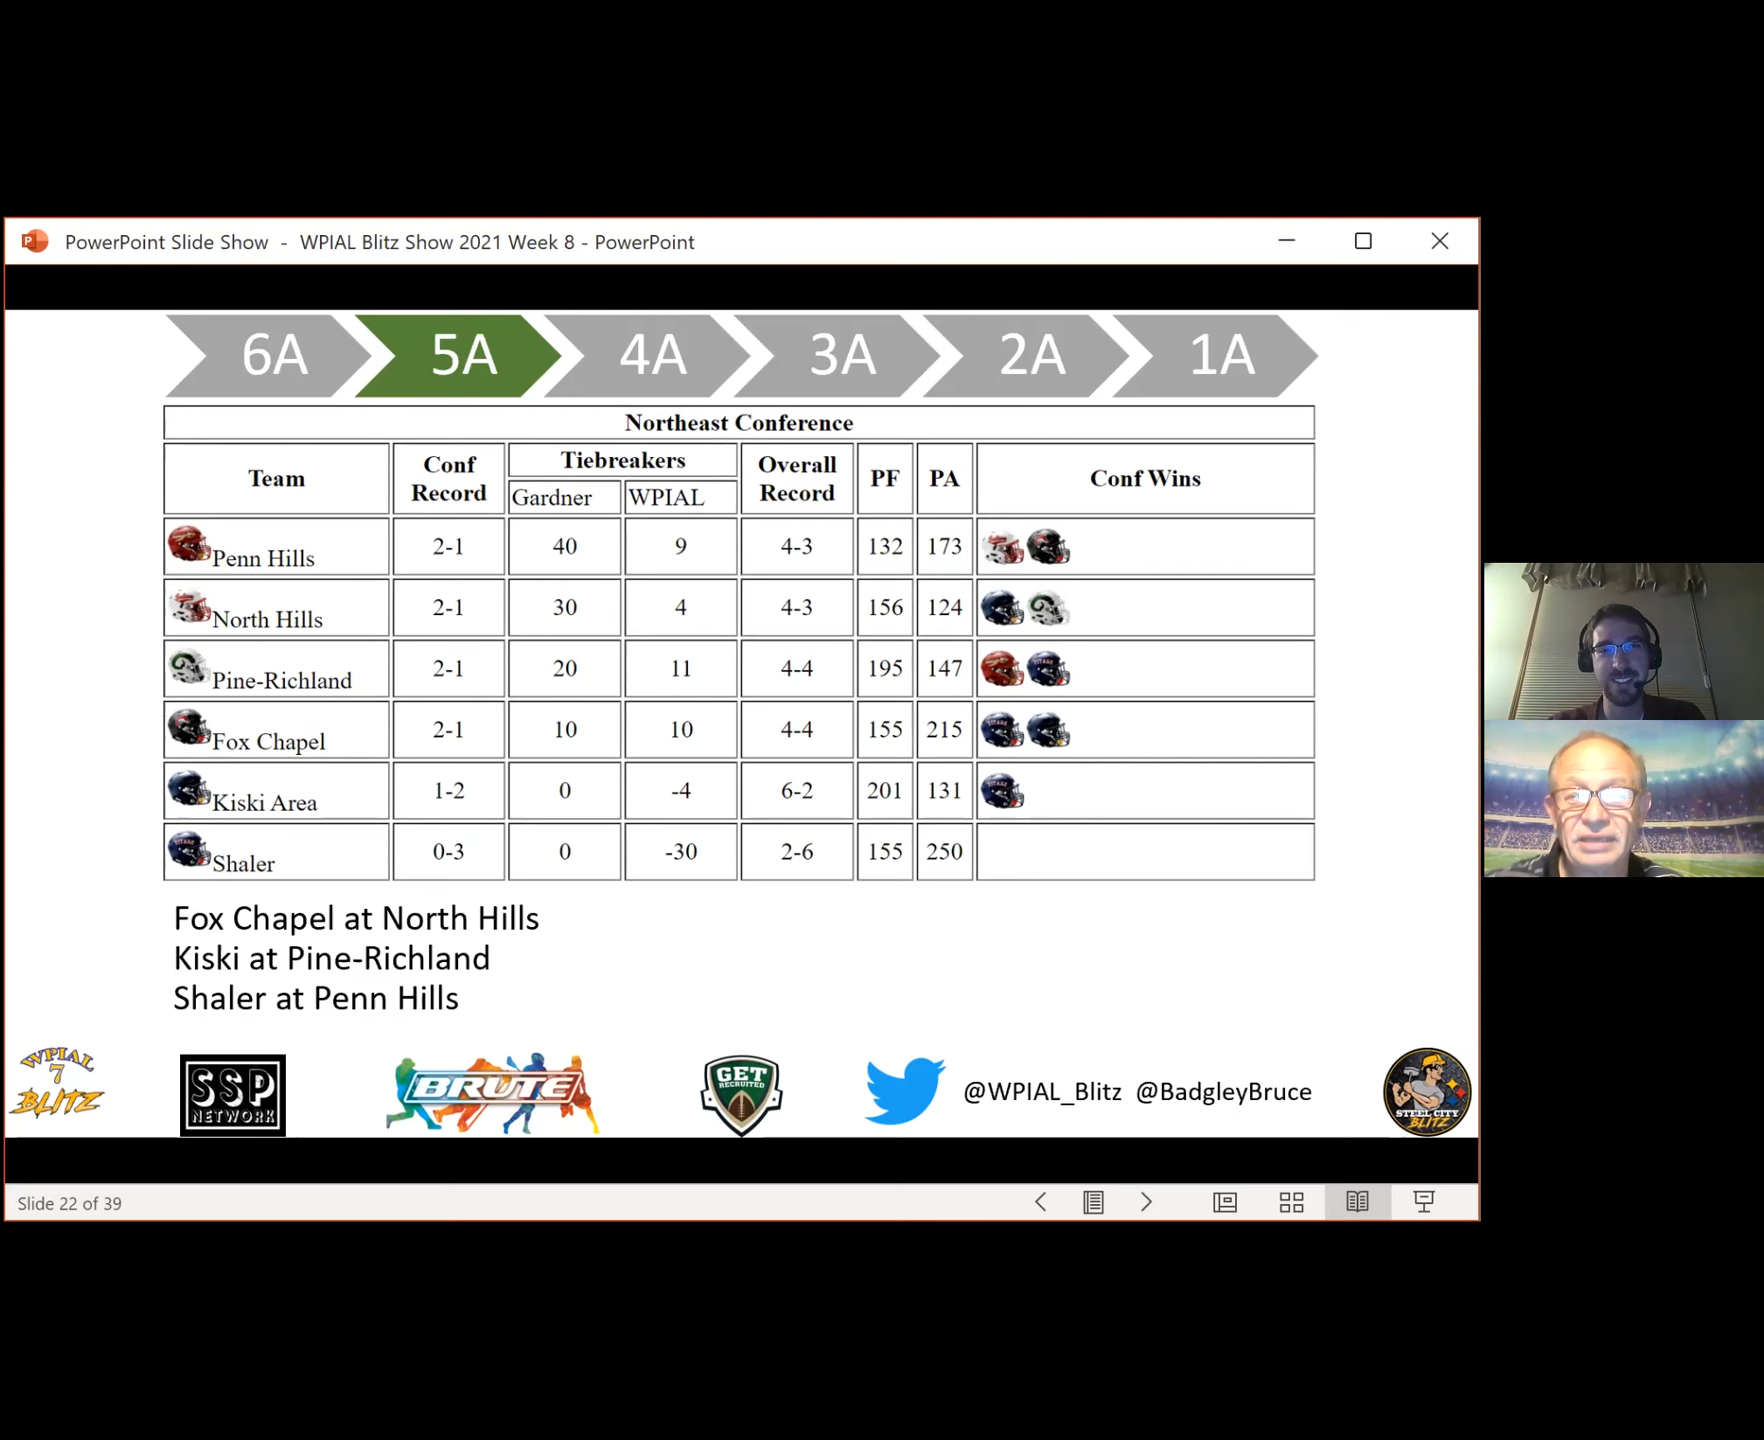 PowerPoint Slide Show - WPIAL Blitz Show 2021 Week 8 - PowerPoint
6A 5A 4A 3A 2A 1A
Northeast Conference
Team Conf Record Tiebreakers Overall Record PF PA Conf Wins
Gardner WPIAL
Penn Hills 2-1 40 9 4-3 132 173
North Hills 2-1 30 4 4-3 156 124
Pine-Richland 2-1 20 11 4-4 195 147
Fox Chapel 2-1 10 10 4-4 155 215
Kiski Area 1-2 0 -4 6-2 201 131
Shaler 0-3 0 -30 2-6 155 250
Fox Chapel at North Hills
Kiski at Pine-Richland
Shaler at Penn Hills
WPIAL
7
BLITZ
SSP
NETWORK
BRUTE
GET
RECRUITED
@WPIAL_Blitz @BadgleyBruce
STEEL CITY
BLITZ
Slide 22 of 39